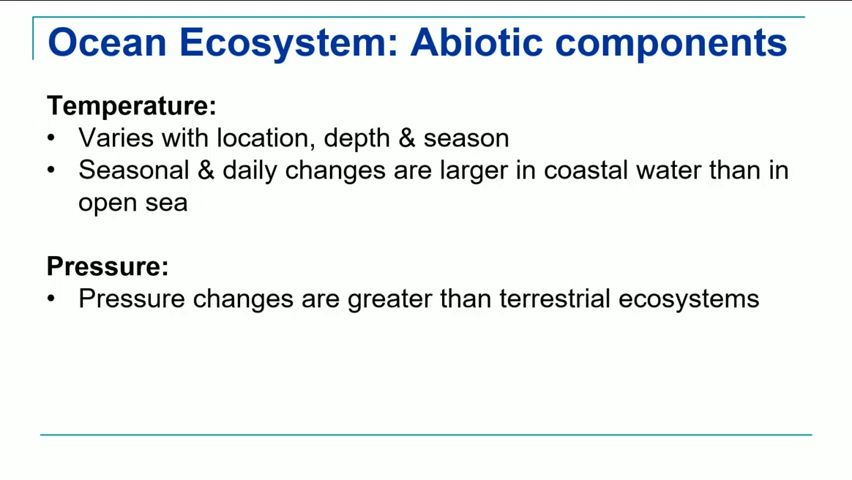 Ocean Ecosystem: Abiotic components
Temperature:
• Varies with location, depth & season
• Seasonal & daily changes are larger in coastal water than in
open sea
Pressure:
• Pressure changes are greater than terrestrial ecosystems